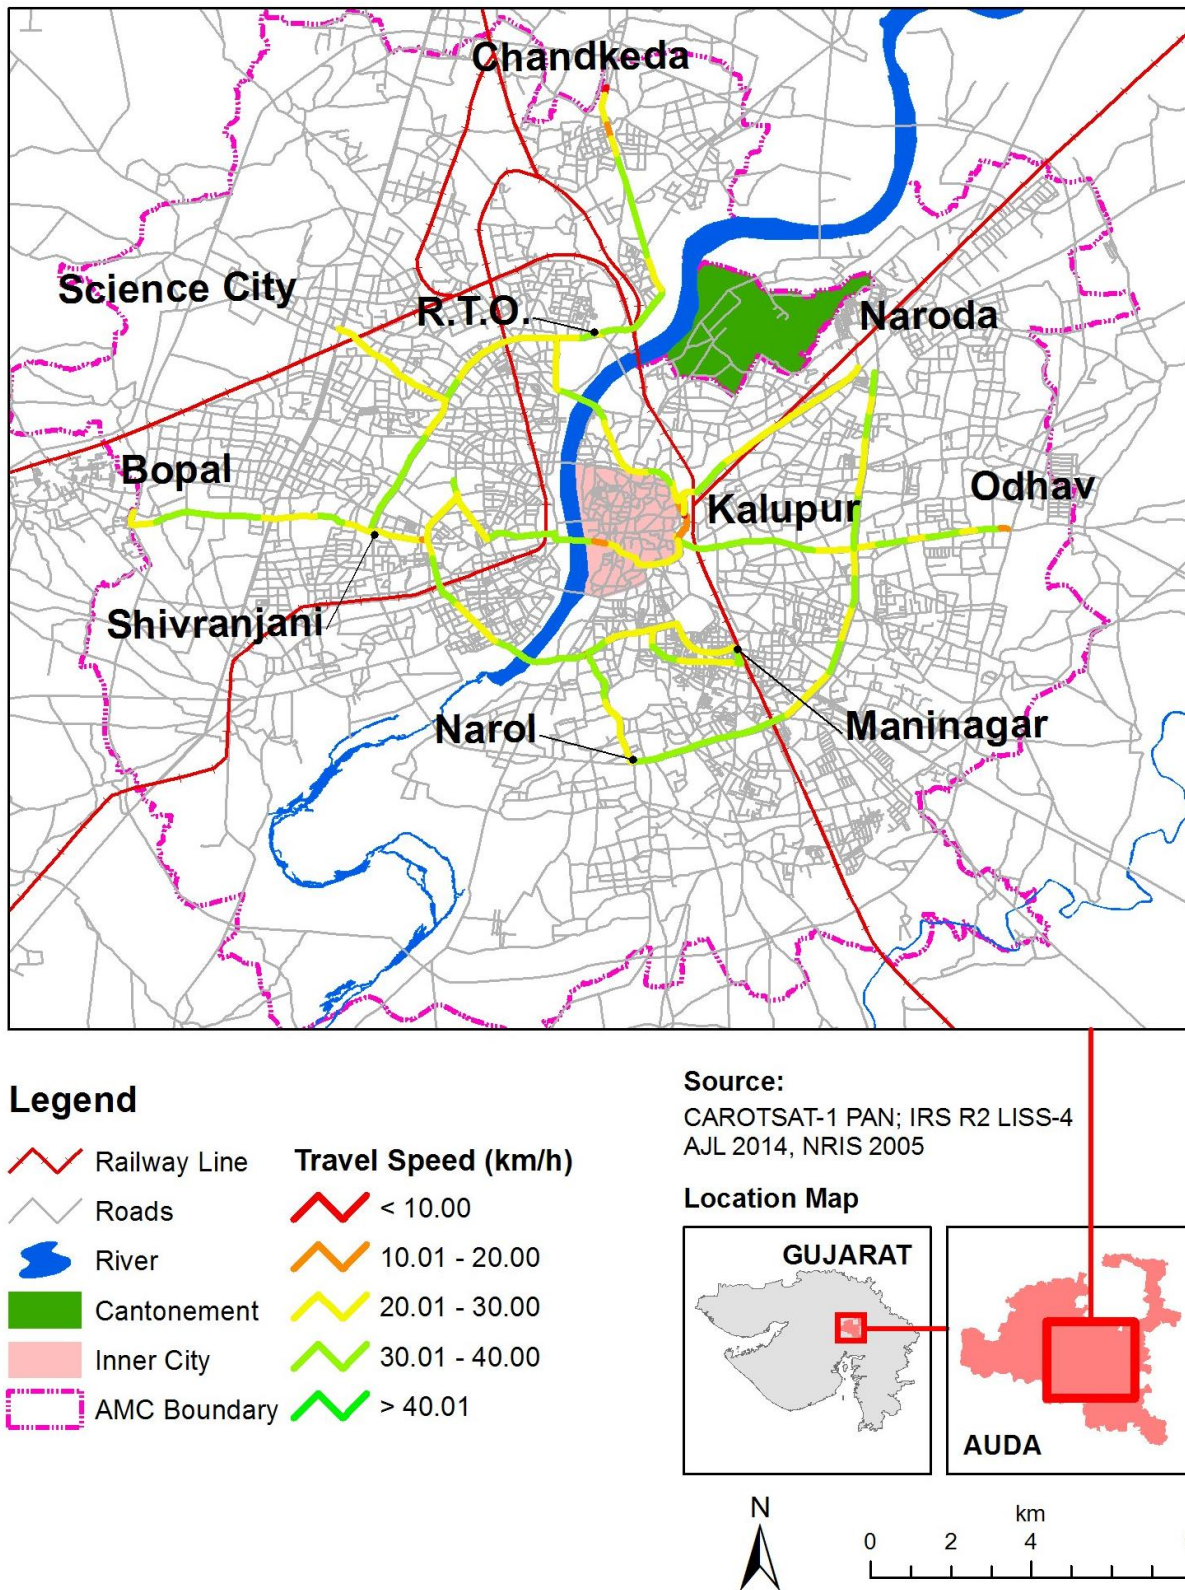 Chandkeda
Science City
R.T.O.
Naroda
Bopal
Odhav
Kalupur
Shivranjani
Narol
Maninagar
Legend
Railway Line
Roads
River
Cantonement
Inner City
AMC Boundary
Travel Speed (km/h)
< 10.00
10.01 - 20.00
20.01 - 30.00
30.01 - 40.00
> 40.01
Source:
CAROTSAT-1 PAN; IRS R2 LISS-4
AJL 2014, NRIS 2005
Location Map
GUJARAT
AUDA
N
km
0 2 4